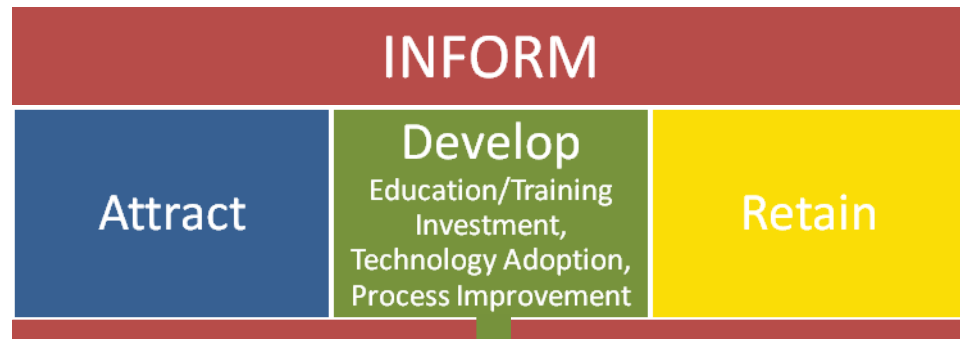 INFORM
Attract
Develop
Education/Training
Investment,
Technology Adoption,
Process Improvement
Retain